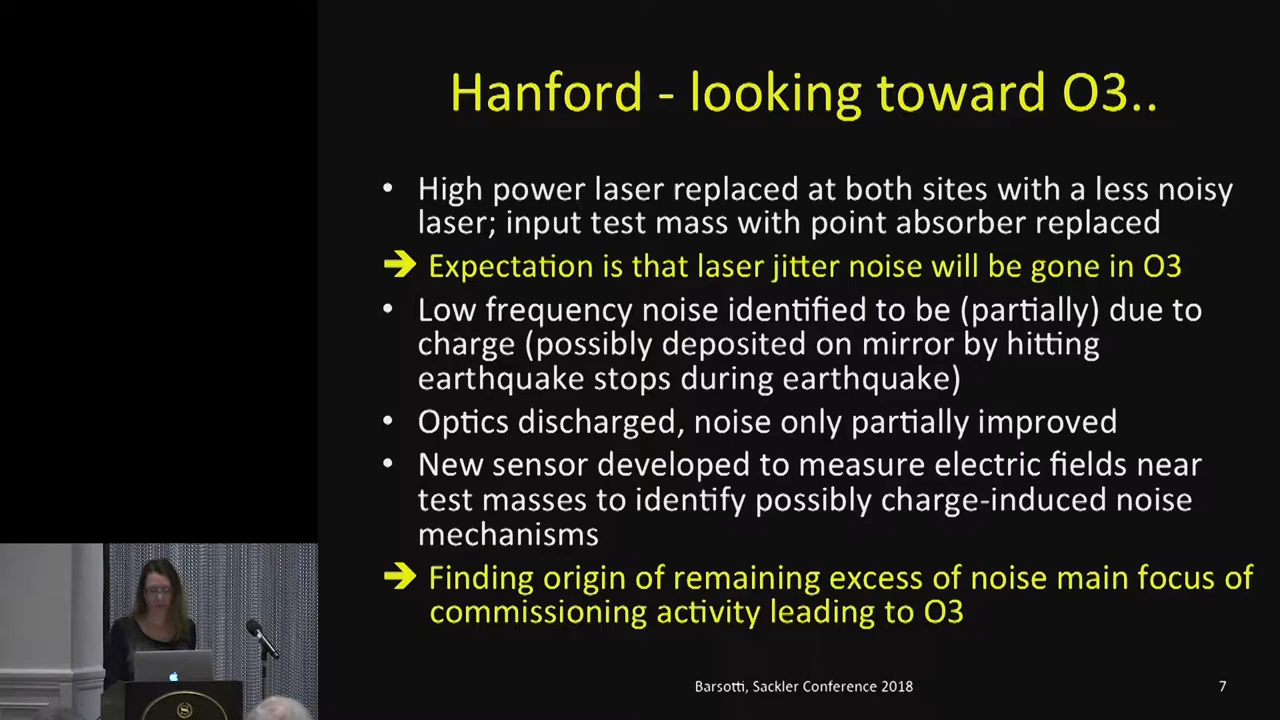 Hanford - looking toward O3..
• High power laser replaced at both sites with a less noisy
laser; input test mass with point absorber replaced
➔ Expectation is that laser jitter noise will be gone in O3
• Low frequency noise identified to be (partially) due to
charge (possibly deposited on mirror by hitting
earthquake stops during earthquake)
• Optics discharged, noise only partially improved
• New sensor developed to measure electric fields near
test masses to identify possibly charge-induced noise
mechanisms
➔ Finding origin of remaining excess of noise main focus of
commissioning activity leading to O3
Barsotti, Sackler Conference 2018
7